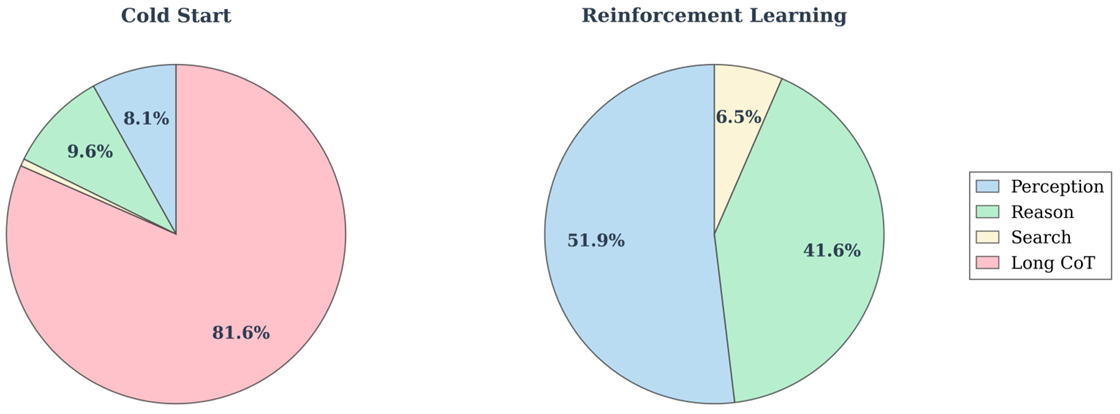 Cold Start
8.1%
9.6%
81.6%
Reinforcement Learning
6.5%
51.9%
41.6%
Perception
Reason
Search
Long CoT